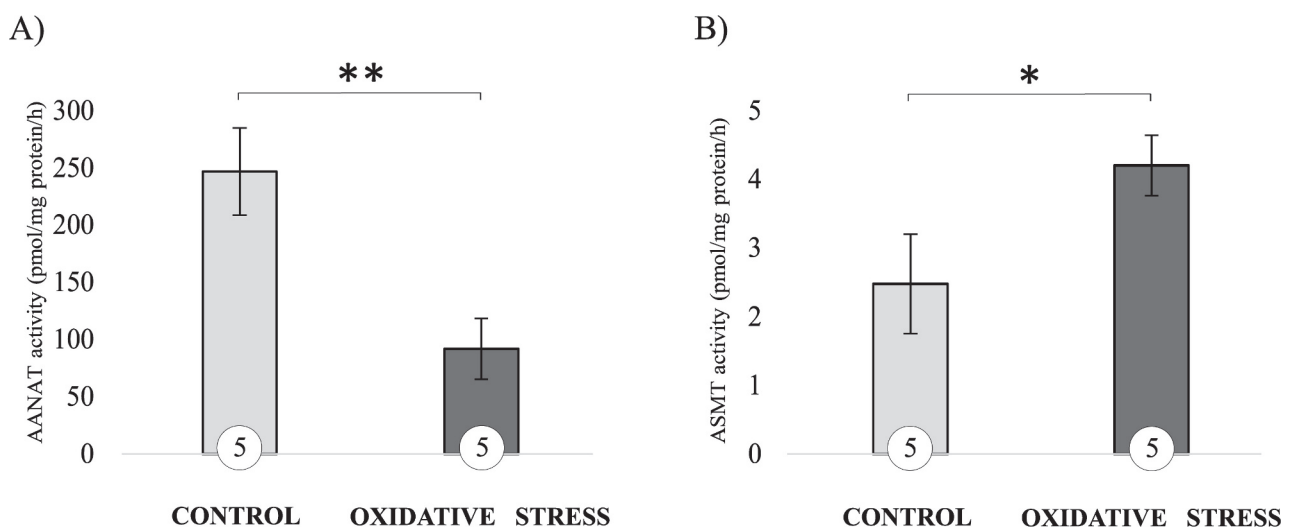 A)
**
AANAT activity (pmol/mg protein/h)
300
250
200
150
100
50
0
5
5
CONTROL
OXIDATIVE STRESS
B)
*
ASMT activity (pmol/mg protein/h)
5
4
3
2
1
0
5
5
CONTROL
OXIDATIVE STRESS